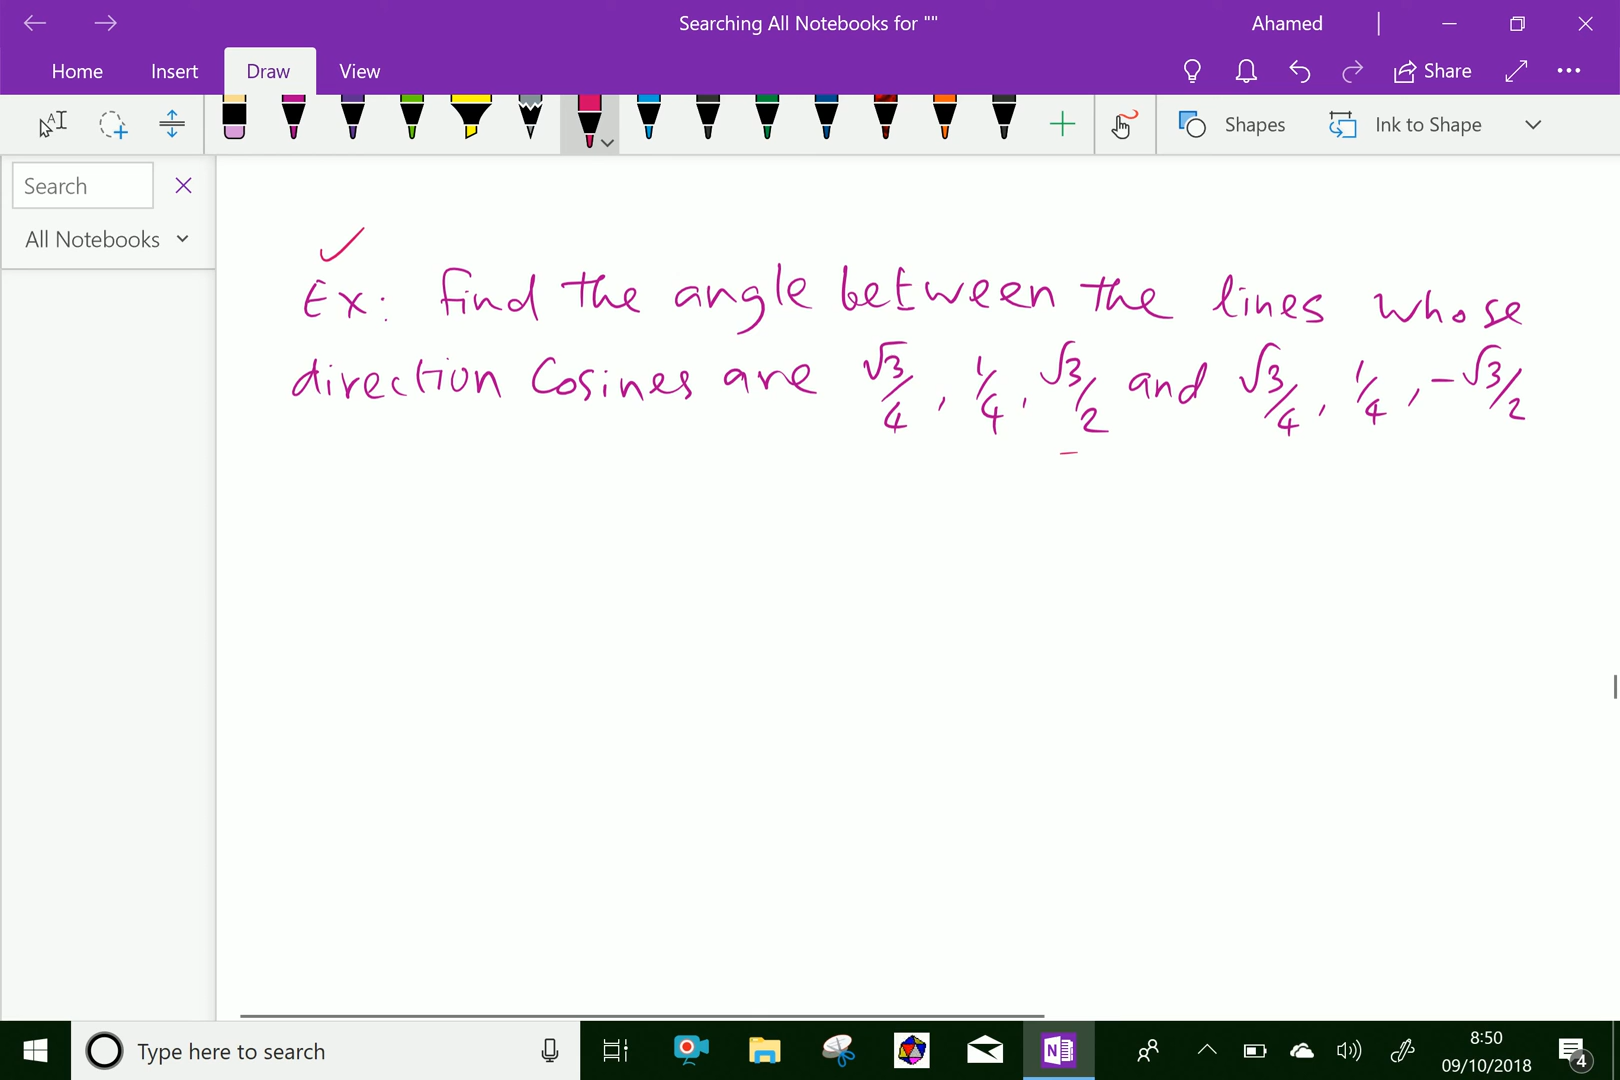 Searching All Notebooks for ""
Ahamed
Home Insert Draw View
Share
Shapes
Ink to Shape
Search
All Notebooks
Ex: Find the angle between the lines whose
direction Cosines are √3/4, 1/4, √3/2 and √3/4, 1/4, -√3/2
Type here to search
N
8:50
09/10/2018
4